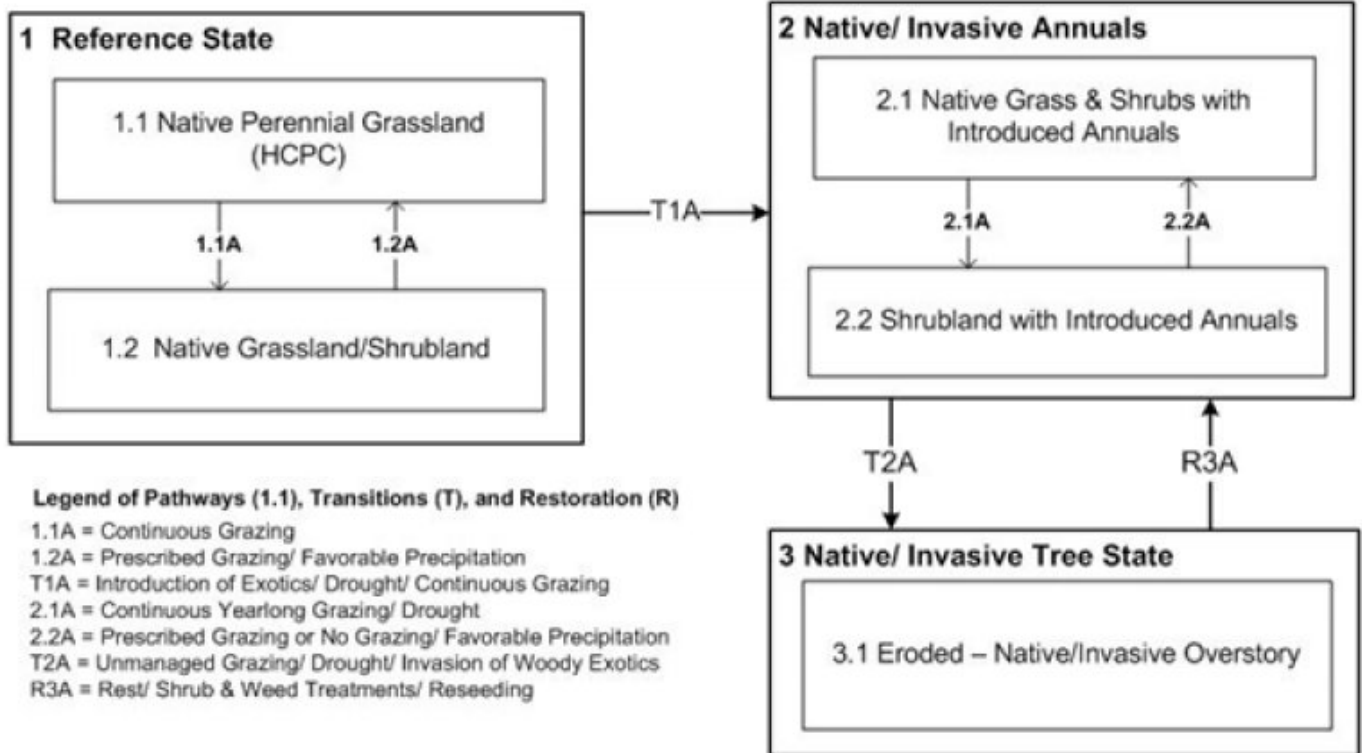 1 Reference State
1.1 Native Perennial Grassland
(HCPC)
1.1A
1.2A
1.2 Native Grassland/Shrubland
T1A
2 Native/ Invasive Annuals
2.1 Native Grass & Shrubs with
Introduced Annuals
2.1A
2.2A
2.2 Shrubland with Introduced Annuals
T2A
R3A
3 Native/ Invasive Tree State
3.1 Eroded – Native/Invasive Overstory
Legend of Pathways (1.1), Transitions (T), and Restoration (R)
1.1A = Continuous Grazing
1.2A = Prescribed Grazing/ Favorable Precipitation
T1A = Introduction of Exotics/ Drought/ Continuous Grazing
2.1A = Continuous Yearlong Grazing/ Drought
2.2A = Prescribed Grazing or No Grazing/ Favorable Precipitation
T2A = Unmanaged Grazing/ Drought/ Invasion of Woody Exotics
R3A = Rest/ Shrub & Weed Treatments/ Reseeding